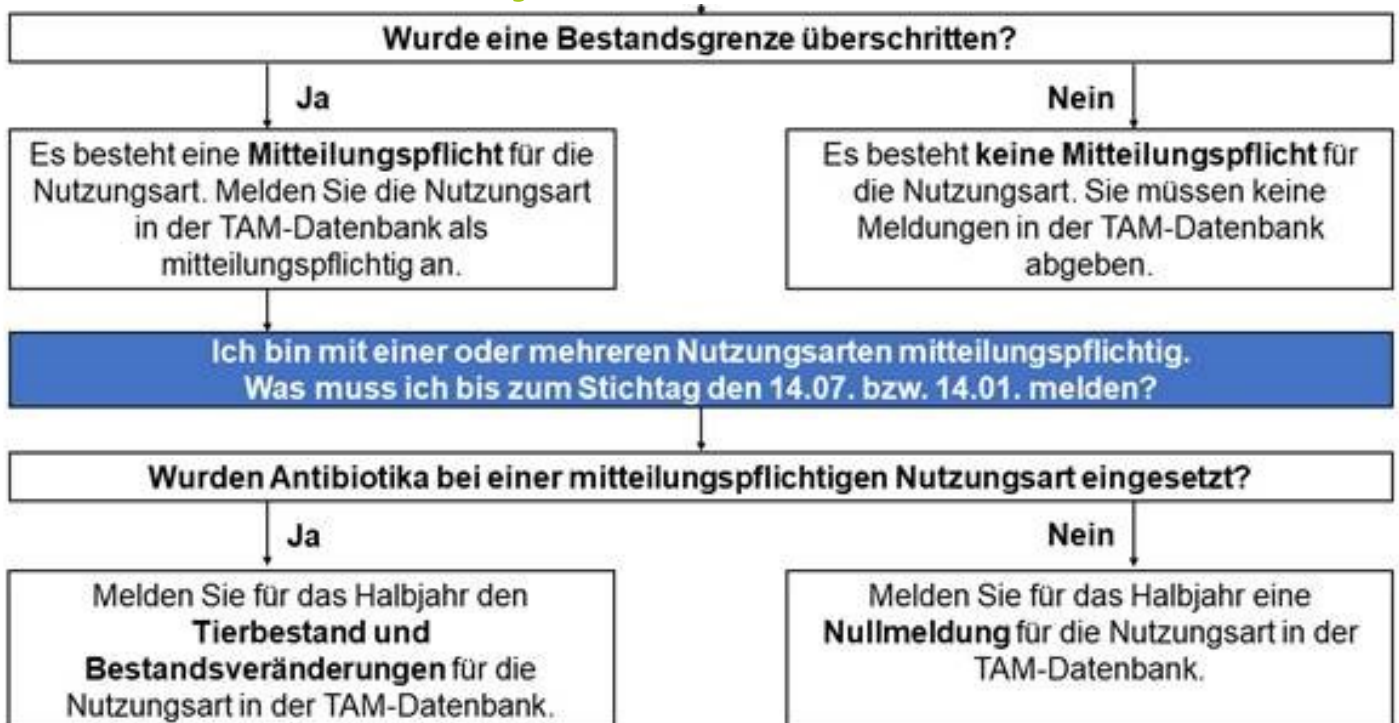 Wurde eine Bestandsgrenze überschritten?
Ja
Nein
Es besteht eine Mitteilungspflicht für die
Nutzungsart. Melden Sie die Nutzungsart
in der TAM-Datenbank als
mitteilungspflichtig an.
Es besteht keine Mitteilungspflicht für
die Nutzungsart. Sie müssen keine
Meldungen in der TAM-Datenbank
abgeben.
Ich bin mit einer oder mehreren Nutzungsarten mitteilungspflichtig.
Was muss ich bis zum Stichtag den 14.07. bzw. 14.01. melden?
Wurden Antibiotika bei einer mitteilungspflichtigen Nutzungsart eingesetzt?
Ja
Nein
Melden Sie für das Halbjahr den
Tierbestand und
Bestandsveränderungen für die
Nutzungsart in der TAM-Datenbank.
Melden Sie für das Halbjahr eine
Nullmeldung für die Nutzungsart in der
TAM-Datenbank.